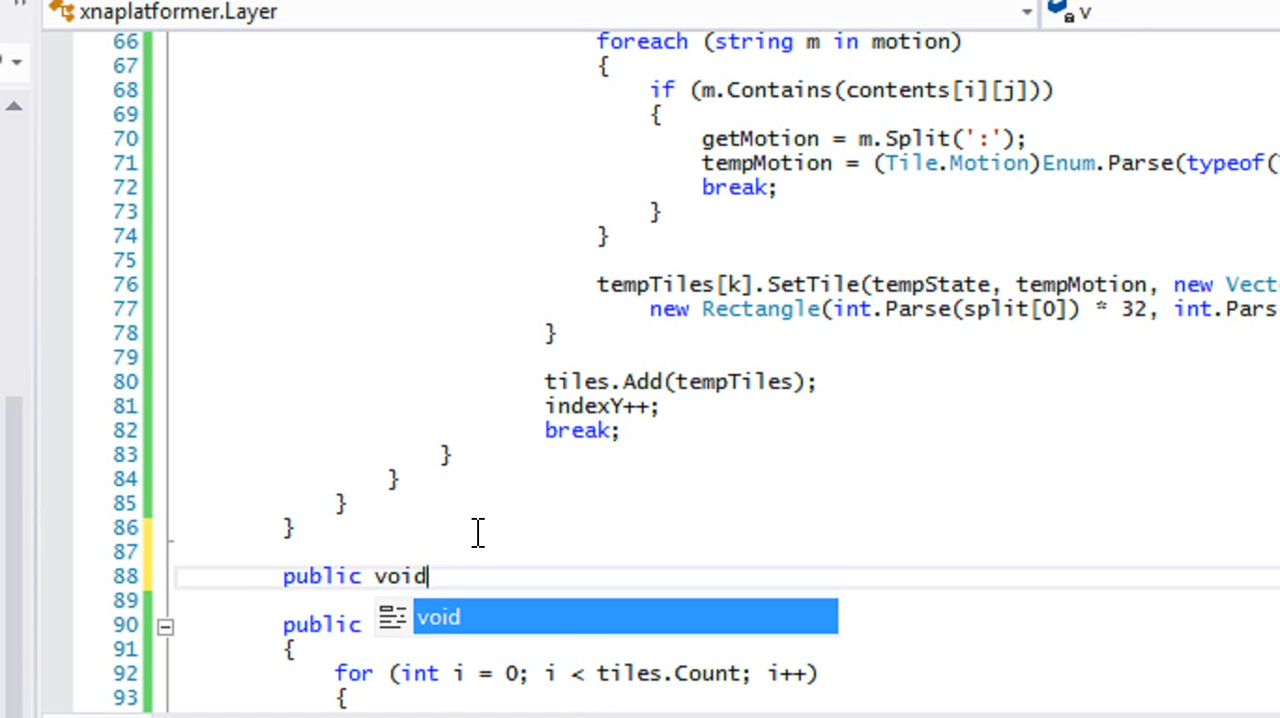 xnaplatformer.Layer v
66 foreach (string m in motion)
67 {
68 if (m.Contains(contents[i][j]))
69 {
70 getMotion = m.Split(':');
71 tempMotion = (Tile.Motion)Enum.Parse(typeof(
72 break;
73 }
74 }
75
76 tempTiles[k].SetTile(tempState, tempMotion, new Vect
77 new Rectangle(int.Parse(split[0]) * 32, int.Pars
78 }
79
80 tiles.Add(tempTiles);
81 indexY++;
82 break;
83 }
84 }
85 }
86 }
87
88 public void
89 void
90 public
91 {
92 for (int i = 0; i < tiles.Count; i++)
93 {